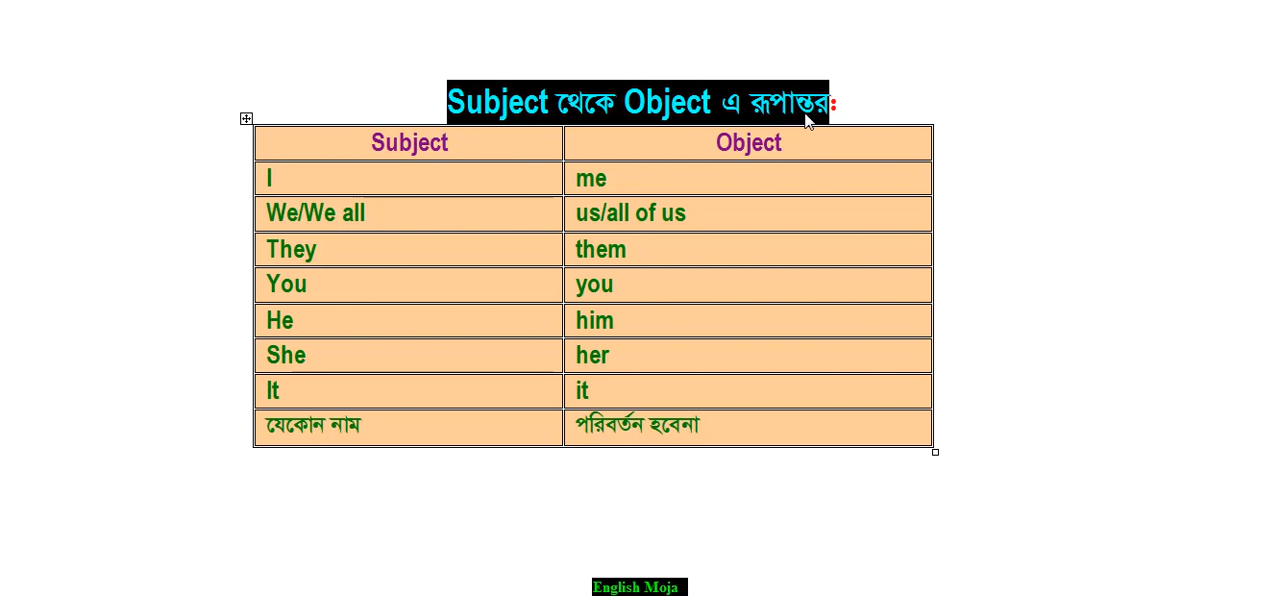 Subject থেকে Object এ রূপান্তর:
Subject Object
I me
We/We all us/all of us
They them
You you
He him
She her
It it
যেকোন নাম পরিবর্তন হবেনা
English Moja